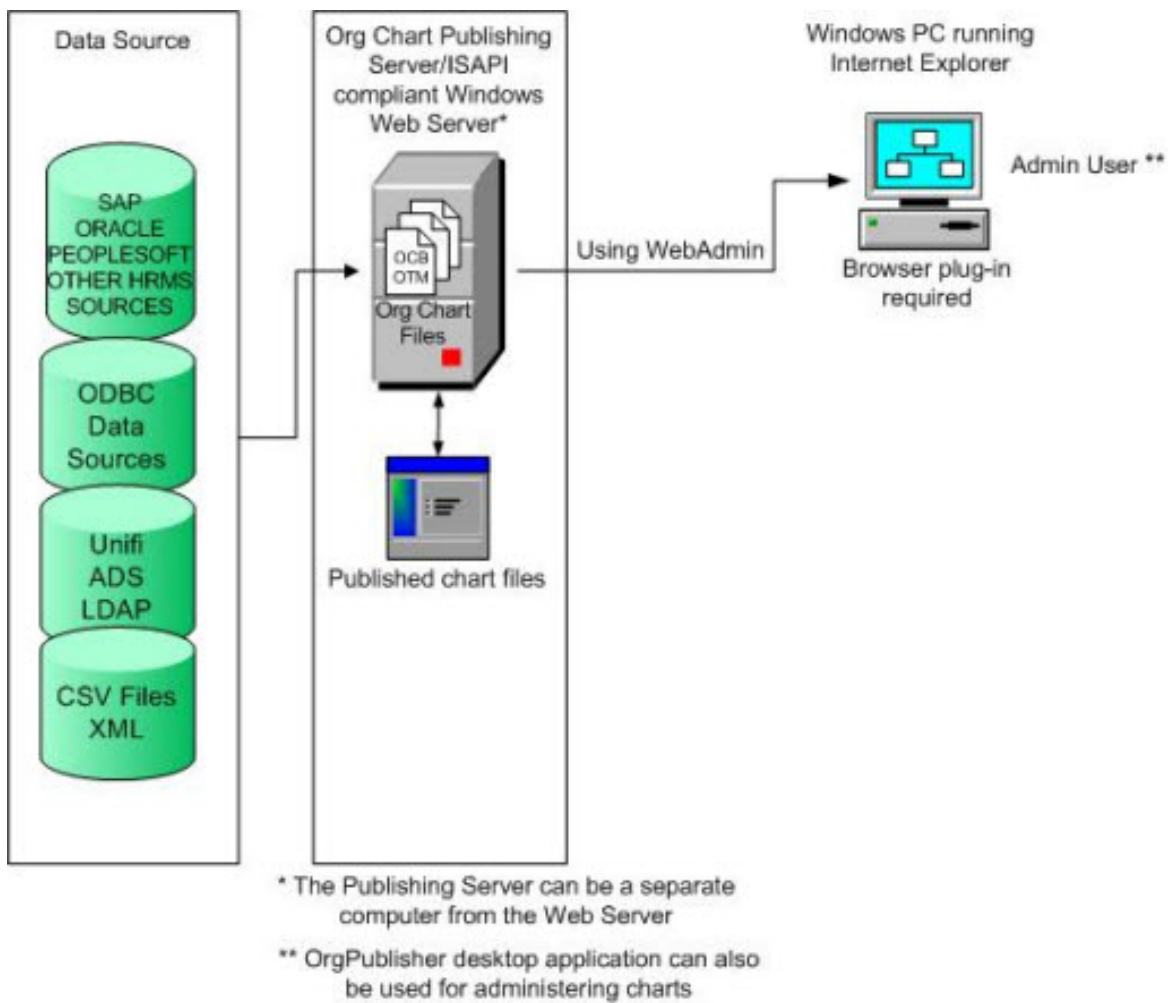 Data Source
SAP
ORACLE
PEOPLESOFT
OTHER HRMS
SOURCES
ODBC
Data
Sources
Unifi
ADS
LDAP
CSV Files
XML
Org Chart Publishing
Server/ISAPI
compliant Windows
Web Server*
OCB
OTM
Org Chart
Files
Published chart files
Using WebAdmin
Windows PC running
Internet Explorer
Admin User **
Browser plug-in
required
* The Publishing Server can be a separate
computer from the Web Server
** OrgPublisher desktop application can also
be used for administering charts